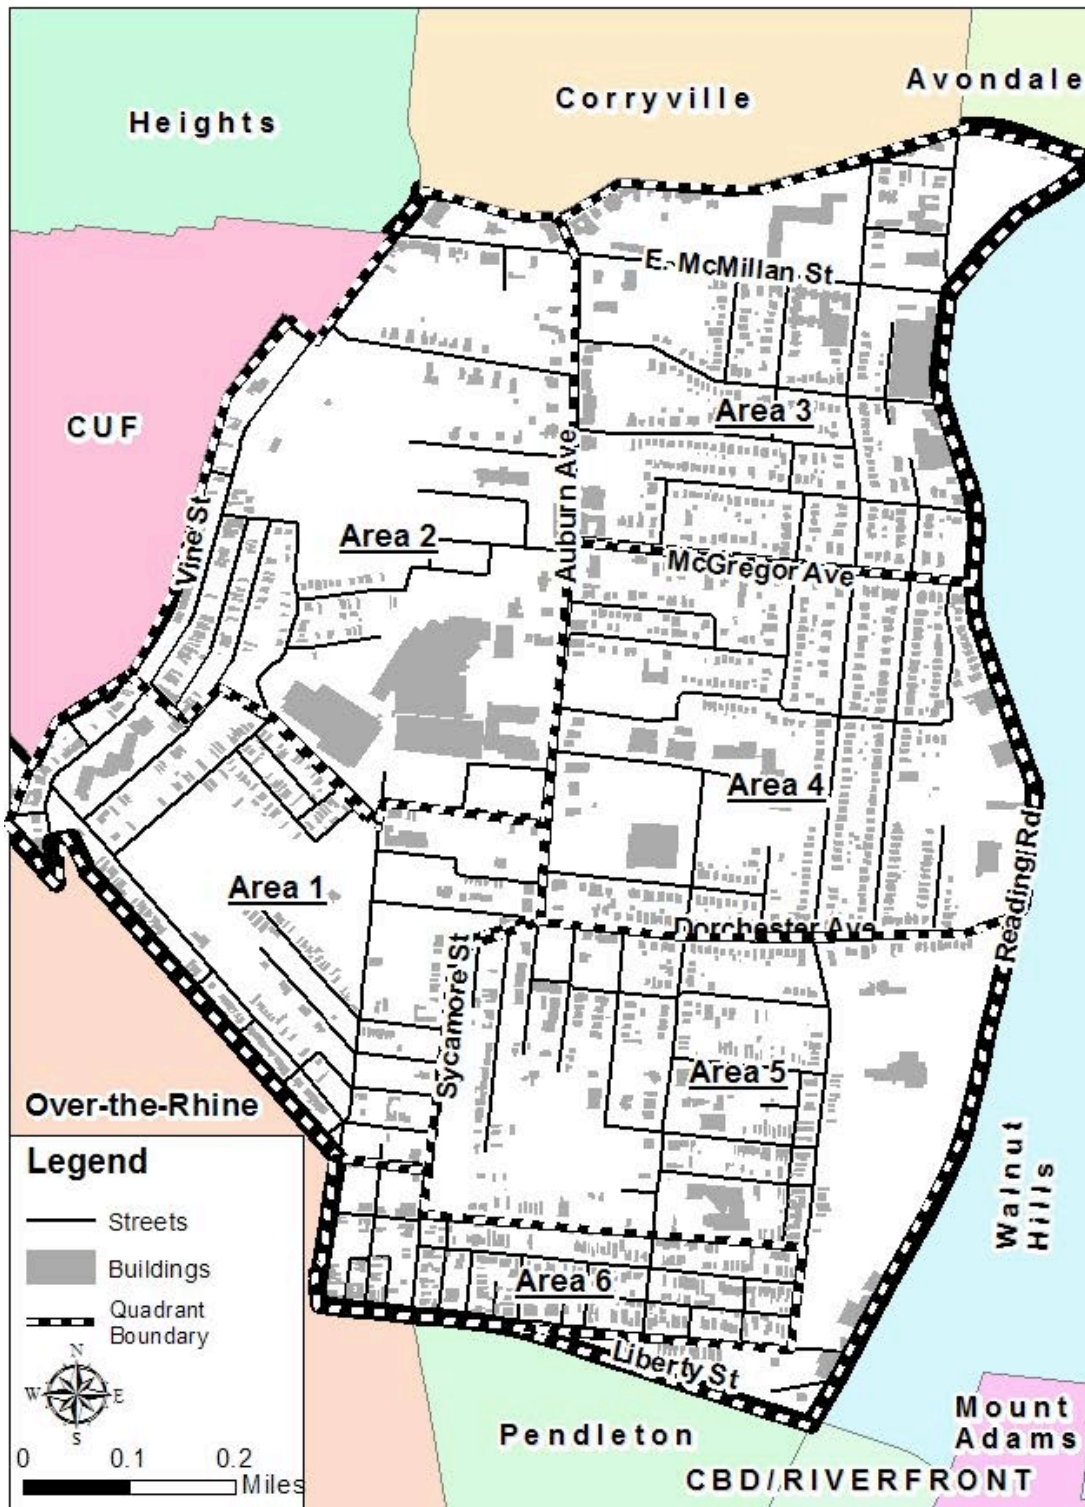 Avondale
Corryville
Heights
E. McMillan St
CUF
Area 3
Auburn Ave
Vine St
Area 2
McGregor Ave
Area 4
Reading Rd
Area 1
Dorchester Ave
Sycamore St
Area 5
Over-the-Rhine
Walnut
Hills
Legend
Streets
Buildings
Quadrant
Boundary
N
W
E
S
0
0.1
0.2
Miles
Area 6
Liberty St
Pendleton
Mount
Adams
CBD/RIVERFRONT